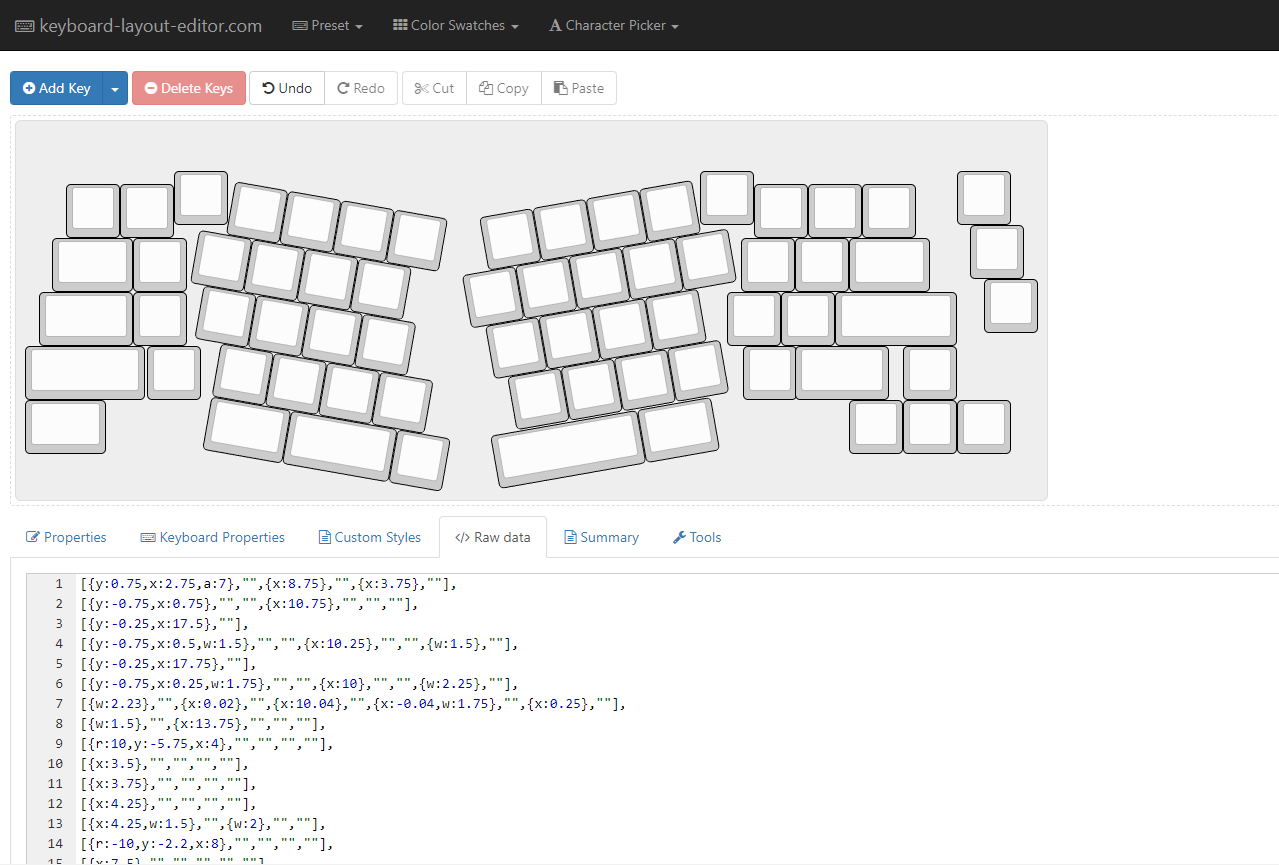 keyboard-layout-editor.com Preset Color Swatches A Character Picker
Add Key Delete Keys Undo Redo Cut Copy Paste
Properties Keyboard Properties Custom Styles </> Raw data Summary Tools
1 [{y:0.75,x:2.75,a:7},"",{x:8.75},"",{x:3.75},""],
2 [{y:-0.75,x:0.75},"","",{x:10.75},"","",""],
3 [{y:-0.25,x:17.5},""],
4 [{y:-0.75,x:0.5,w:1.5},"","",{x:10.25},"","",{w:1.5},""],
5 [{y:-0.25,x:17.75},""],
6 [{y:-0.75,x:0.25,w:1.75},"","",{x:10},"","",{w:2.25},""],
7 [{w:2.23},"",{x:0.02},"",{x:10.04},"",{x:-0.04,w:1.75},"",{x:0.25},""],
8 [{w:1.5},"",{x:13.75},"","",""],
9 [{r:10,y:-5.75,x:4},"","","",""],
10 [{x:3.5},"","","",""],
11 [{x:3.75},"","","",""],
12 [{x:4.25},"","","",""],
13 [{x:4.25,w:1.5},"",{w:2},"",""],
14 [{r:-10,y:-2.2,x:8},"","","",""],
15 [{x:7.5},"","","","",""],